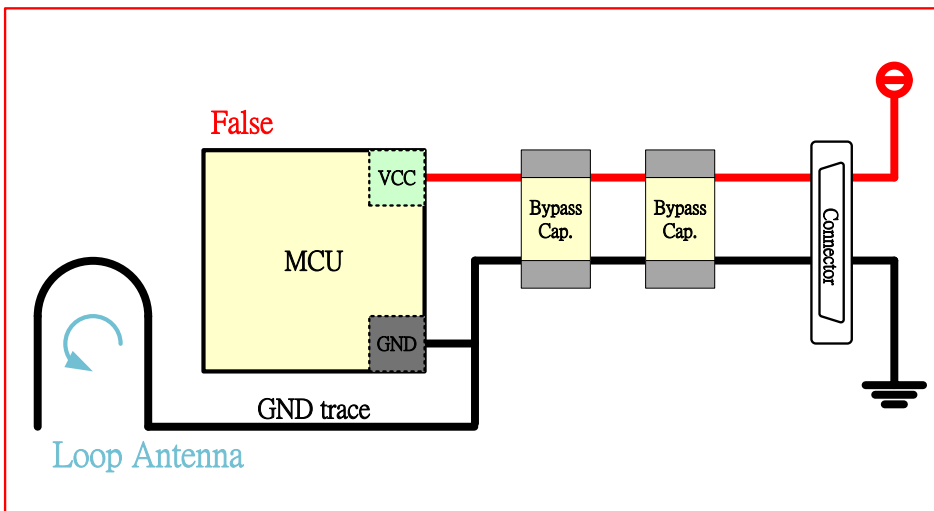 False
VCC
Bypass
Cap.
Bypass
Cap.
Connector
MCU
GND
GND trace
Loop Antenna